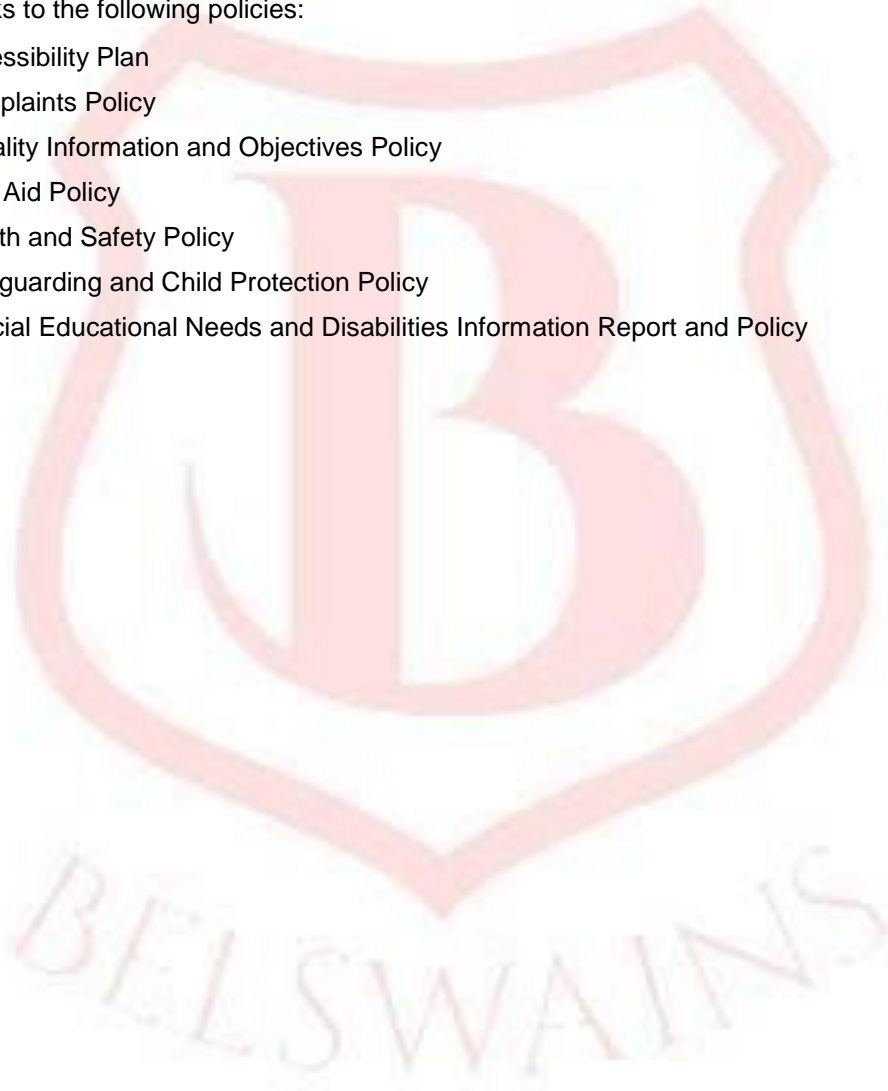 ks to the following policies:
essibility Plan
plaints Policy
ality Information and Objectives Policy
Aid Policy
th and Safety Policy
guarding and Child Protection Policy
cial Educational Needs and Disabilities Information Report and Policy
B
BELSWAINS